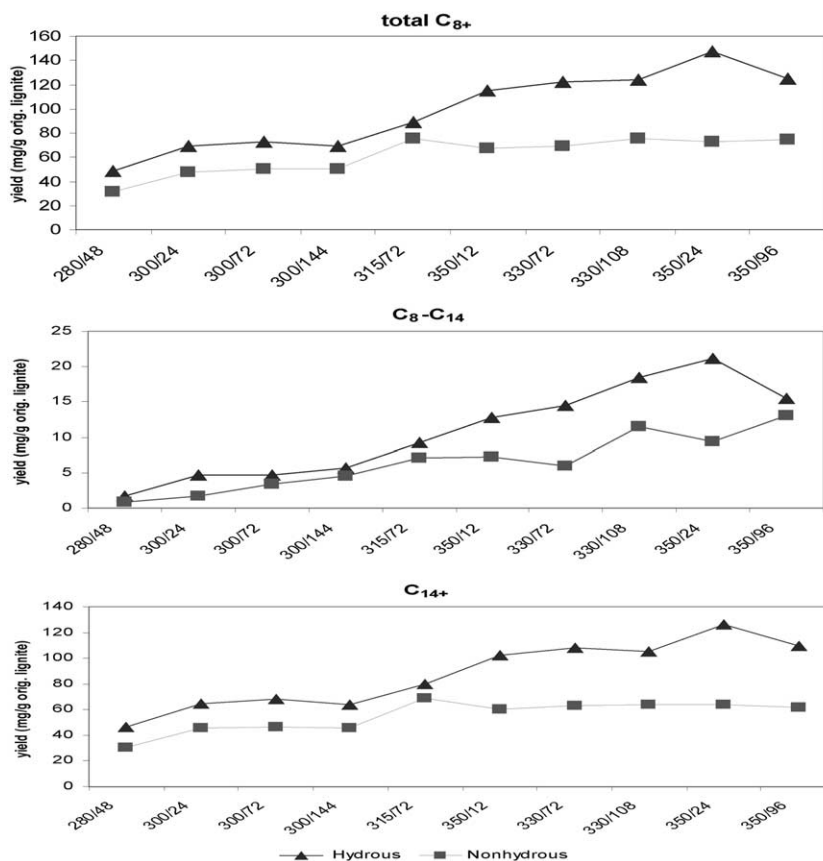 total C8+
yield (mg/g orig. lignite)
160
140
120
100
80
60
40
20
0
280/48 300/24 300/72 300/144 315/72 350/12 330/72 330/108 350/24 350/96
C8-C14
yield (mg/g orig. lignite)
25
20
15
10
5
0
280/48 300/24 300/72 300/144 315/72 350/12 330/72 330/108 350/24 350/96
C14+
yield (mg/g orig. lignite)
140
120
100
80
60
40
20
0
280/48 300/24 300/72 300/144 315/72 350/12 330/72 330/108 350/24 350/96
Hydrous Nonhydrous